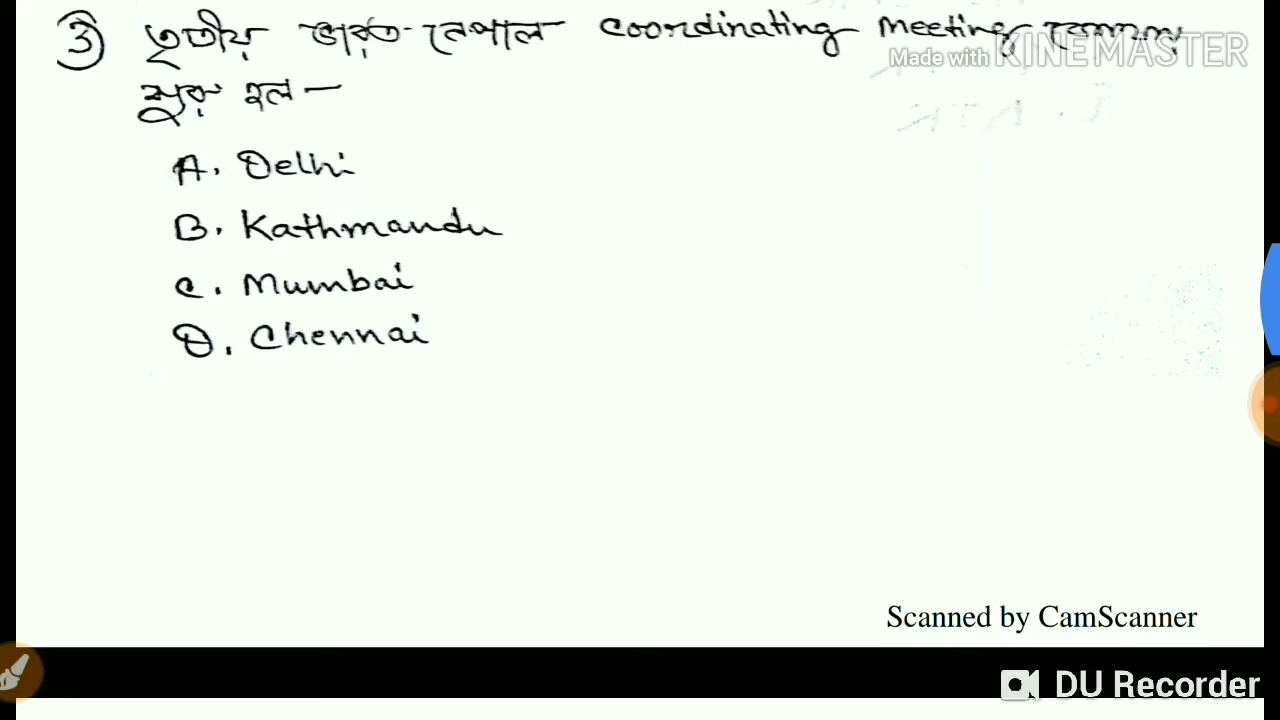 ③ তৃতীয় ভারত-নেপাল coordinating meeting কোথায়
Made with KINEMASTER
শুরু হল —
A. Delhi
B. Kathmandu
C. Mumbai
D. Chennai
Scanned by CamScanner
DU Recorder